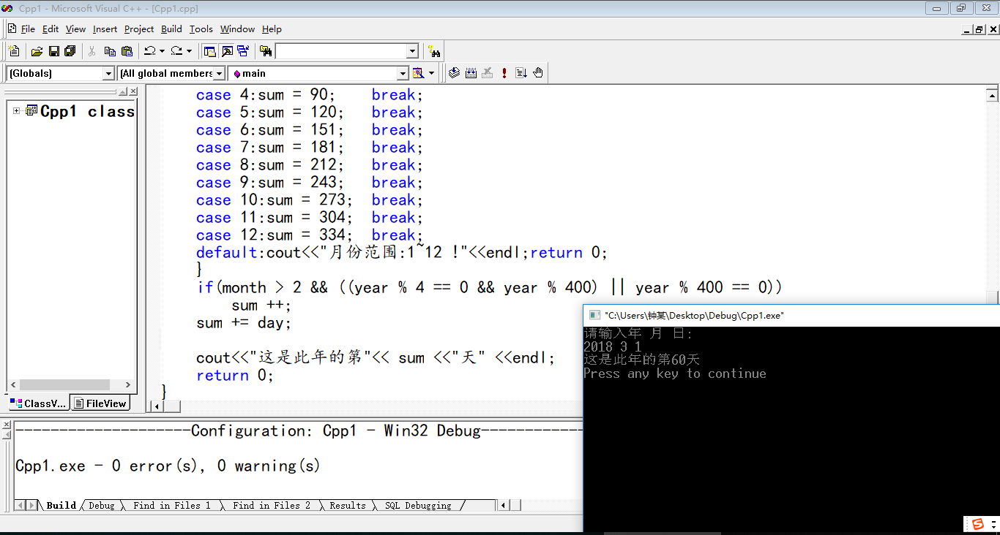 Cpp1 - Microsoft Visual C++ - [Cpp1.cpp]
File Edit View Insert Project Build Tools Window Help
(Globals) (All global members main
Cpp1 class
case 4:sum = 90; break;
case 5:sum = 120; break;
case 6:sum = 151; break;
case 7:sum = 181; break;
case 8:sum = 212; break;
case 9:sum = 243; break;
case 10:sum = 273; break;
case 11:sum = 304; break;
case 12:sum = 334; break;
default:cout<<"月份范围:1~12 !"<<endl;return 0;
}
if(month > 2 && ((year % 4 == 0 && year % 400) || year % 400 == 0))
sum ++;
sum += day;
cout<<"这是此年的第"<< sum <<"天" <<endl;
return 0;
}
ClassV... FileView
"C:\Users\钟某\Desktop\Debug\Cpp1.exe"
请输入年 月 日:
2018 3 1
这是此年的第60天
Press any key to continue
--------------------Configuration: Cpp1 - Win32 Debug------------
Cpp1.exe - 0 error(s), 0 warning(s)
Build Debug Find in Files 1 Find in Files 2 Results SQL Debugging